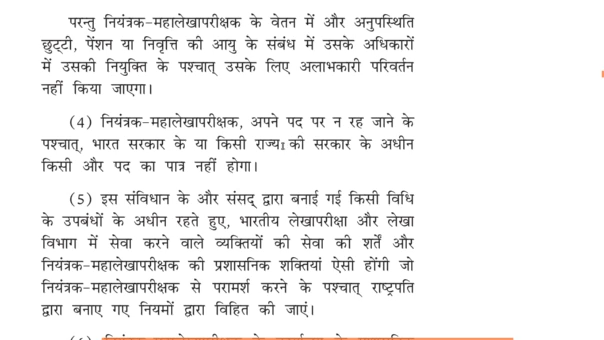 परन्तु नियंत्रक-महालेखापरीक्षक के वेतन में और अनुपस्थिति
छुट्टी, पेंशन या निवृत्ति की आयु के संबंध में उसके अधिकारों
में उसकी नियुक्ति के पश्चात् उसके लिए अलाभकारी परिवर्तन
नहीं किया जाएगा।
(4) नियंत्रक-महालेखापरीक्षक, अपने पद पर न रह जाने के
पश्चात्, भारत सरकार के या किसी राज्य की सरकार के अधीन
किसी और पद का पात्र नहीं होगा।
(5) इस संविधान के और संसद् द्वारा बनाई गई किसी विधि
के उपबंधों के अधीन रहते हुए, भारतीय लेखापरीक्षा और लेखा
विभाग में सेवा करने वाले व्यक्तियों की सेवा की शर्तें और
नियंत्रक-महालेखापरीक्षक की प्रशासनिक शक्तियां ऐसी होंगी जो
नियंत्रक-महालेखापरीक्षक से परामर्श करने के पश्चात् राष्ट्रपति
द्वारा बनाए गए नियमों द्वारा विहित की जाएं।